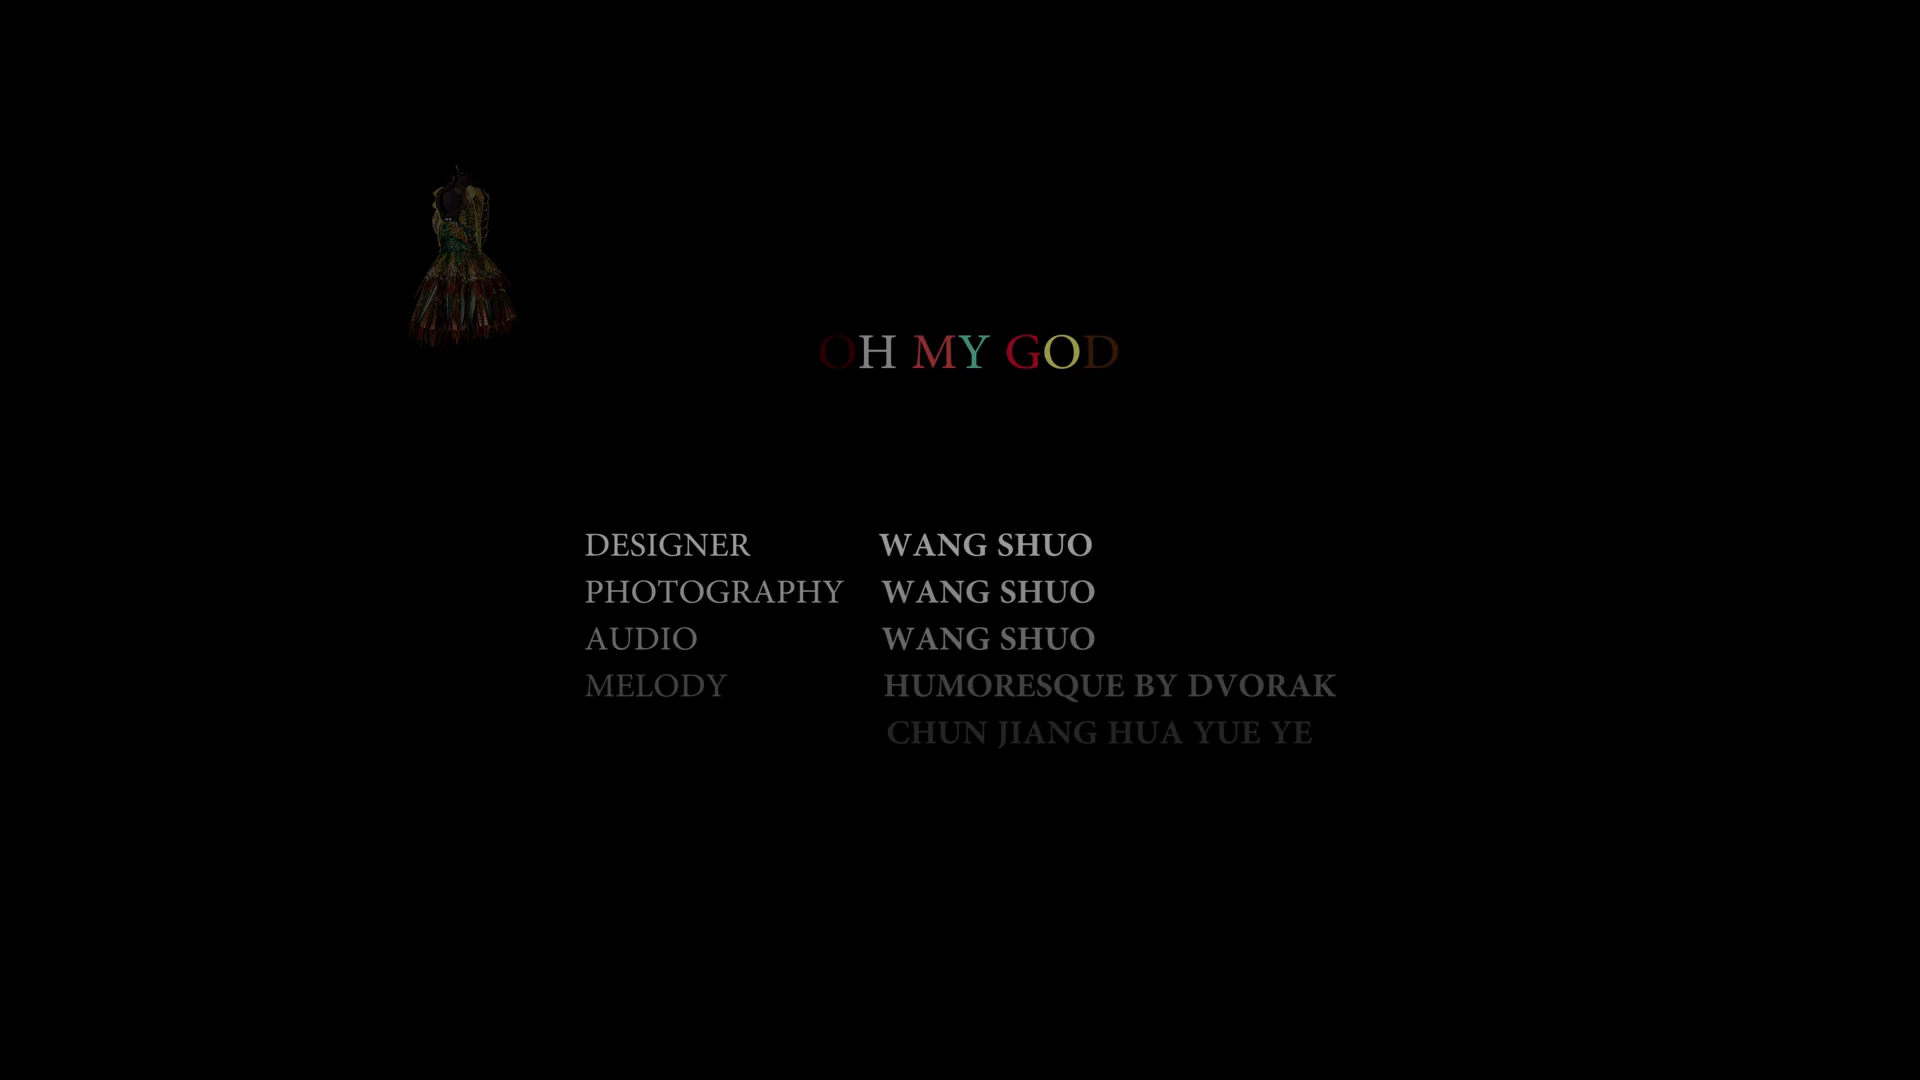 OH MY GOD
DESIGNER WANG SHUO
PHOTOGRAPHY WANG SHUO
AUDIO WANG SHUO
MELODY HUMORESQUE BY DVORAK
CHUN JIANG HUA YUE YE